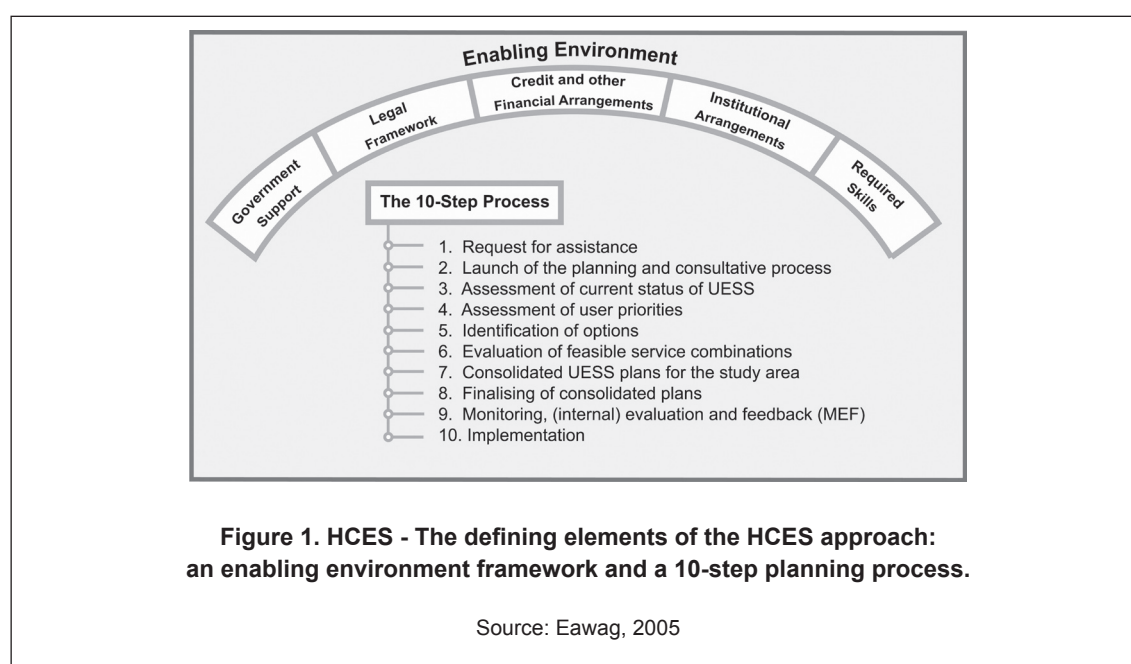 Enabling Environment
Government
Support
Legal
Framework
Credit and other
Financial Arrangements
Institutional
Arrangements
Required
Skills
The 10-Step Process
1. Request for assistance
2. Launch of the planning and consultative process
3. Assessment of current status of UESS
4. Assessment of user priorities
5. Identification of options
6. Evaluation of feasible service combinations
7. Consolidated UESS plans for the study area
8. Finalising of consolidated plans
9. Monitoring, (internal) evaluation and feedback (MEF)
10. Implementation
Figure 1. HCES - The defining elements of the HCES approach:
an enabling environment framework and a 10-step planning process.
Source: Eawag, 2005